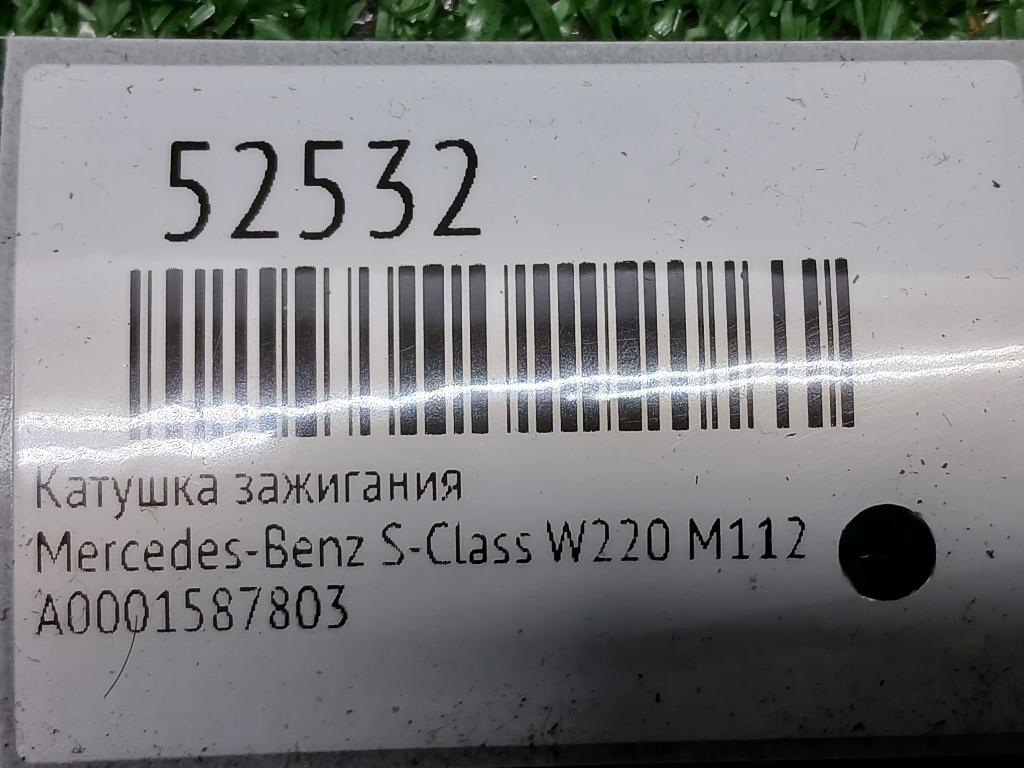 52532
Катушка зажигания
Mercedes-Benz S-Class W220 M112
A0001587803